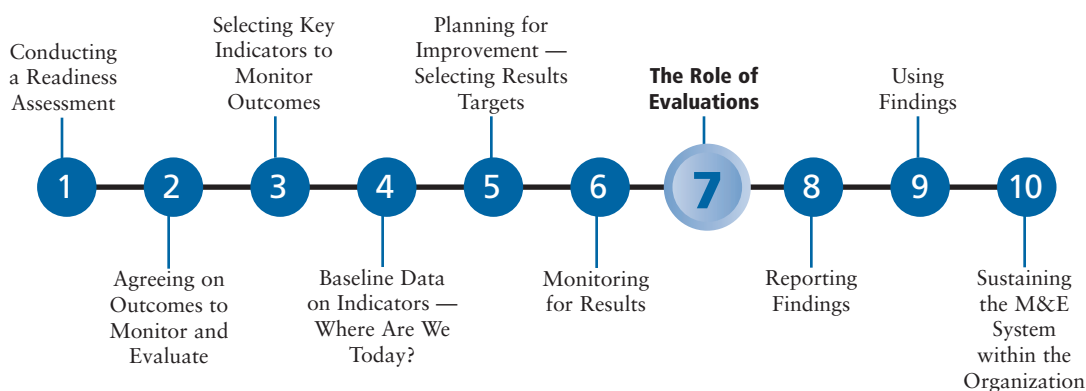 Conducting
a Readiness
Assessment
1
Agreeing on
Outcomes to
Monitor and
Evaluate
2
Selecting Key
Indicators to
Monitor
Outcomes
3
Baseline Data
on Indicators —
Where Are We
Today?
4
Planning for
Improvement —
Selecting Results
Targets
5
Monitoring
for Results
6
The Role of
Evaluations
7
Reporting
Findings
8
Using
Findings
9
Sustaining
the M&E
System
within the
Organization
10